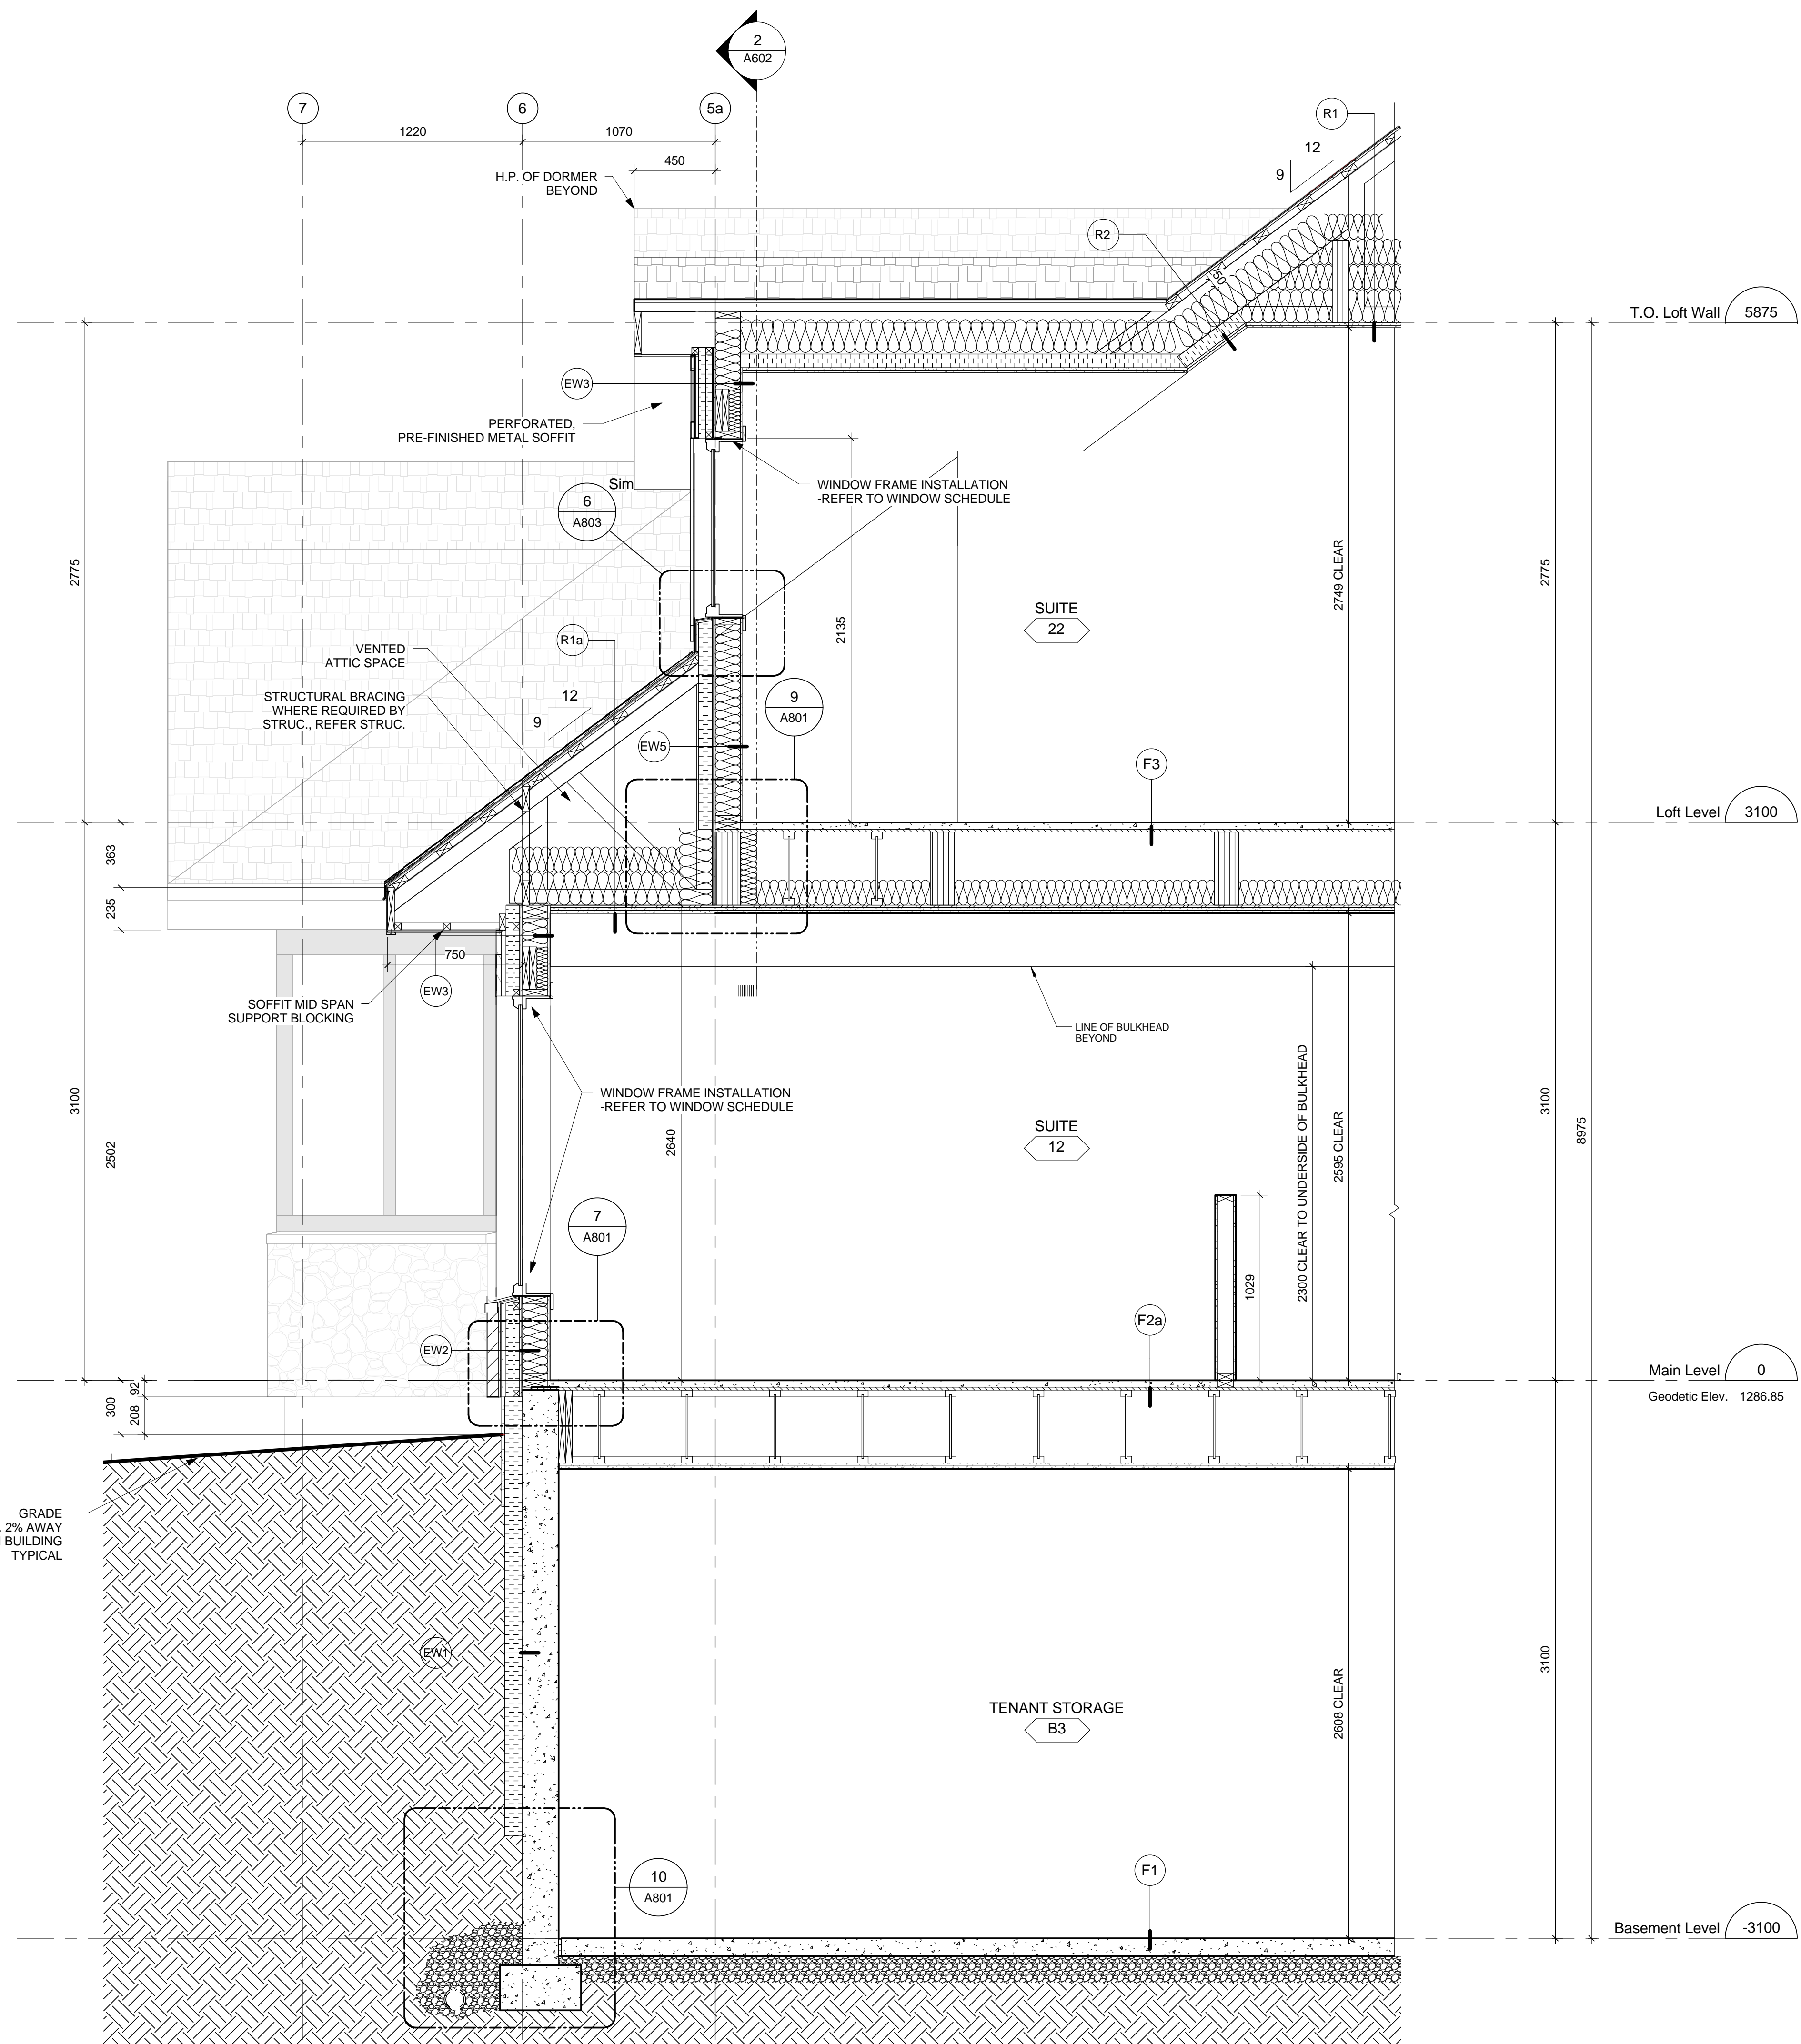 2
A602
7
6
5a
R1
1220
1070
450
12
9
H.P. OF DORMER
BEYOND
R2
50
T.O. Loft Wall
5875
EW3
PERFORATED,
PRE-FINISHED METAL SOFFIT
Sim
6
A803
WINDOW FRAME INSTALLATION
-REFER TO WINDOW SCHEDULE
2775
2749 CLEAR
2775
SUITE
22
2135
R1a
VENTED
ATTIC SPACE
STRUCTURAL BRACING
WHERE REQUIRED BY
STRUC., REFER STRUC.
12
9
9
A801
EW5
F3
Loft Level
3100
363
235
750
EW3
SOFFIT MID SPAN
SUPPORT BLOCKING
LINE OF BULKHEAD
BEYOND
WINDOW FRAME INSTALLATION
-REFER TO WINDOW SCHEDULE
3100
2502
2640
SUITE
12
2300 CLEAR TO UNDERSIDE OF BULKHEAD
2595 CLEAR
3100
8975
7
A801
1029
EW2
F2a
Main Level
0
Geodetic Elev. 1286.85
300
92
208
GRADE
. 2% AWAY
BUILDING
TYPICAL
EW1
TENANT STORAGE
B3
2608 CLEAR
3100
10
A801
F1
Basement Level
-3100